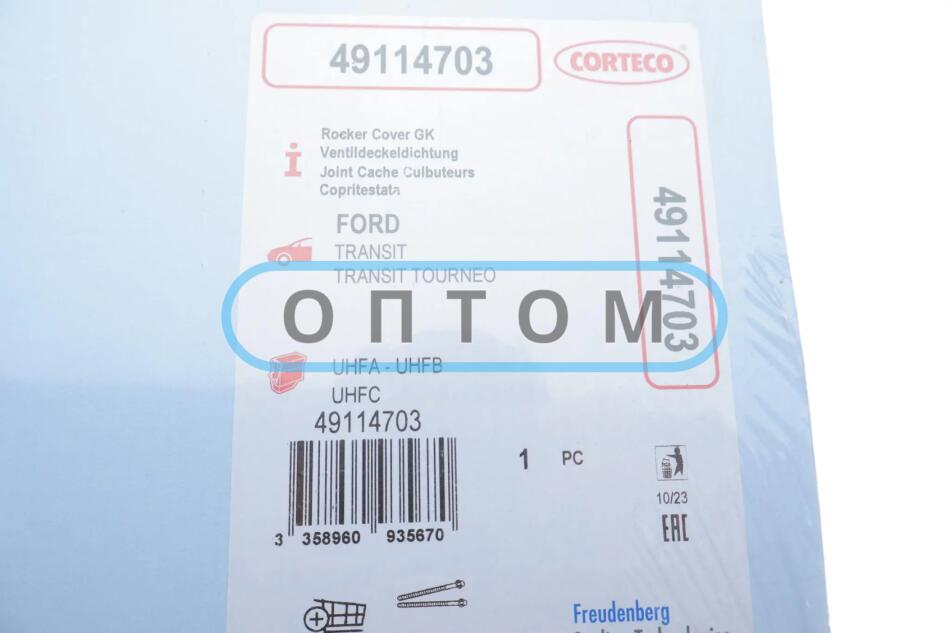 49114703
CORTECO
Rocker Cover GK
Ventildeckeldichtung
Joint Cache Culbuteurs
Copritestata
FORD
TRANSIT
TRANSIT TOURNEO
49114703
ОПТОМ
UHFA - UHFB
UHFC
49114703
1 PC
10/23
EAC
3 358960 935670
Freudenberg